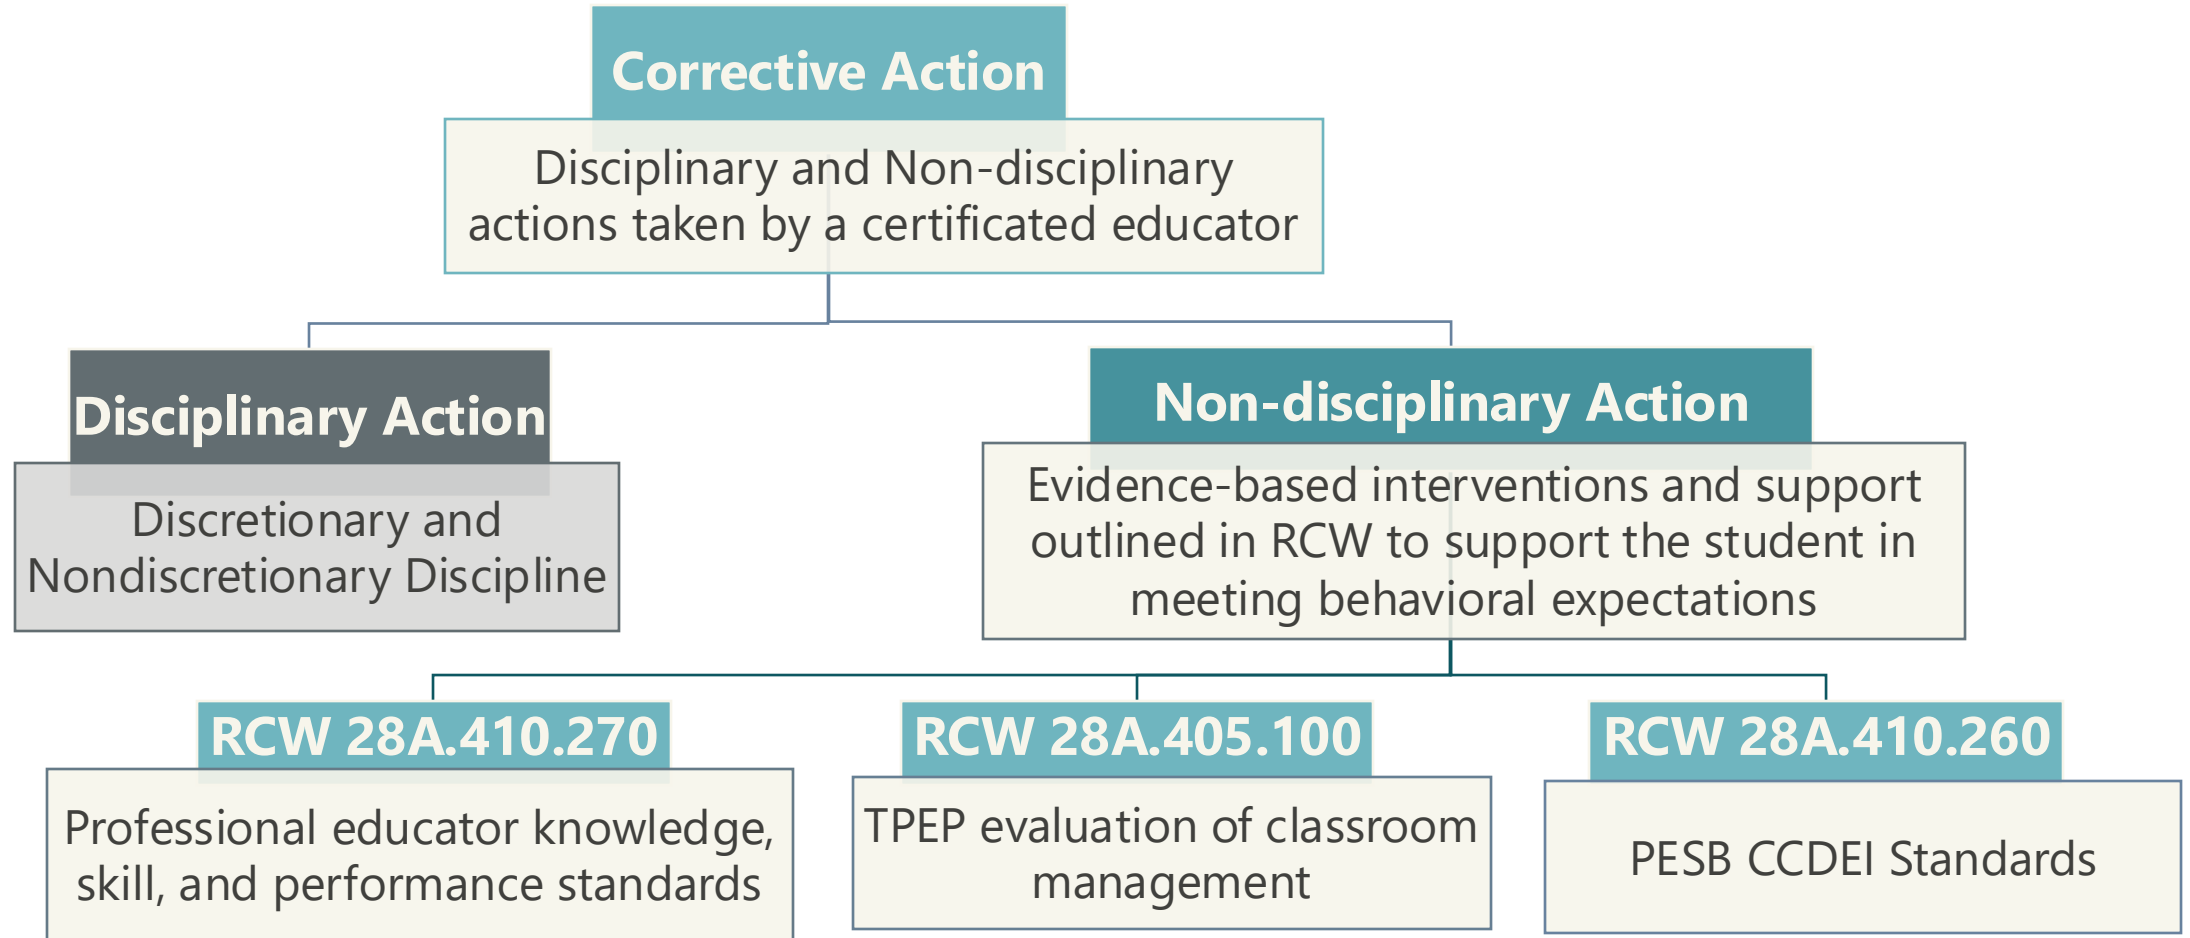 Corrective Action
Disciplinary and Non-disciplinary
actions taken by a certificated educator
Disciplinary Action
Discretionary and
Nondiscretionary Discipline
Non-disciplinary Action
Evidence-based interventions and support
outlined in RCW to support the student in
meeting behavioral expectations
RCW 28A.410.270
Professional educator knowledge,
skill, and performance standards
RCW 28A.405.100
TPEP evaluation of classroom
management
RCW 28A.410.260
PESB CCDEI Standards